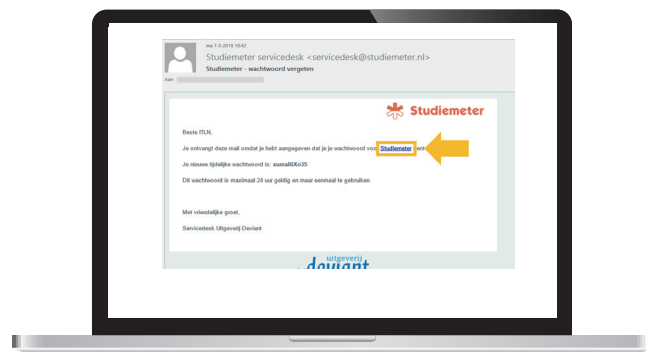 ma 7-5-2018 10:42
Studiemeter servicedesk <servicedesk@studiemeter.nl>
Studiemeter - wachtwoord vergeten
Aan
Studiemeter
Beste ITLN,
Je ontvangt deze mail omdat je hebt aangegeven dat je je wachtwoord voor Studiemeter
Je nieuwe tijdelijke wachtwoord is: xumaRiXo35
Dit wachtwoord is maximaal 24 uur geldig en maar eenmaal te gebruiken.
Met vriendelijke groet,
Servicedesk Uitgeverij Deviant
uitgeverij
deviant